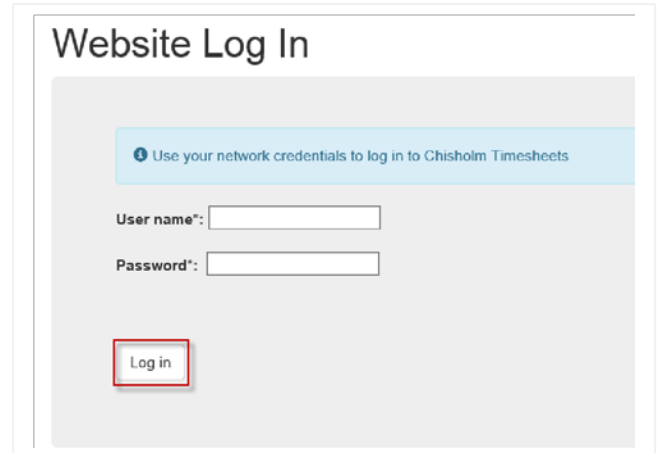 Website Log In
Use your network credentials to log in to Chisholm Timesheets
User name*:
Password*:
Log in